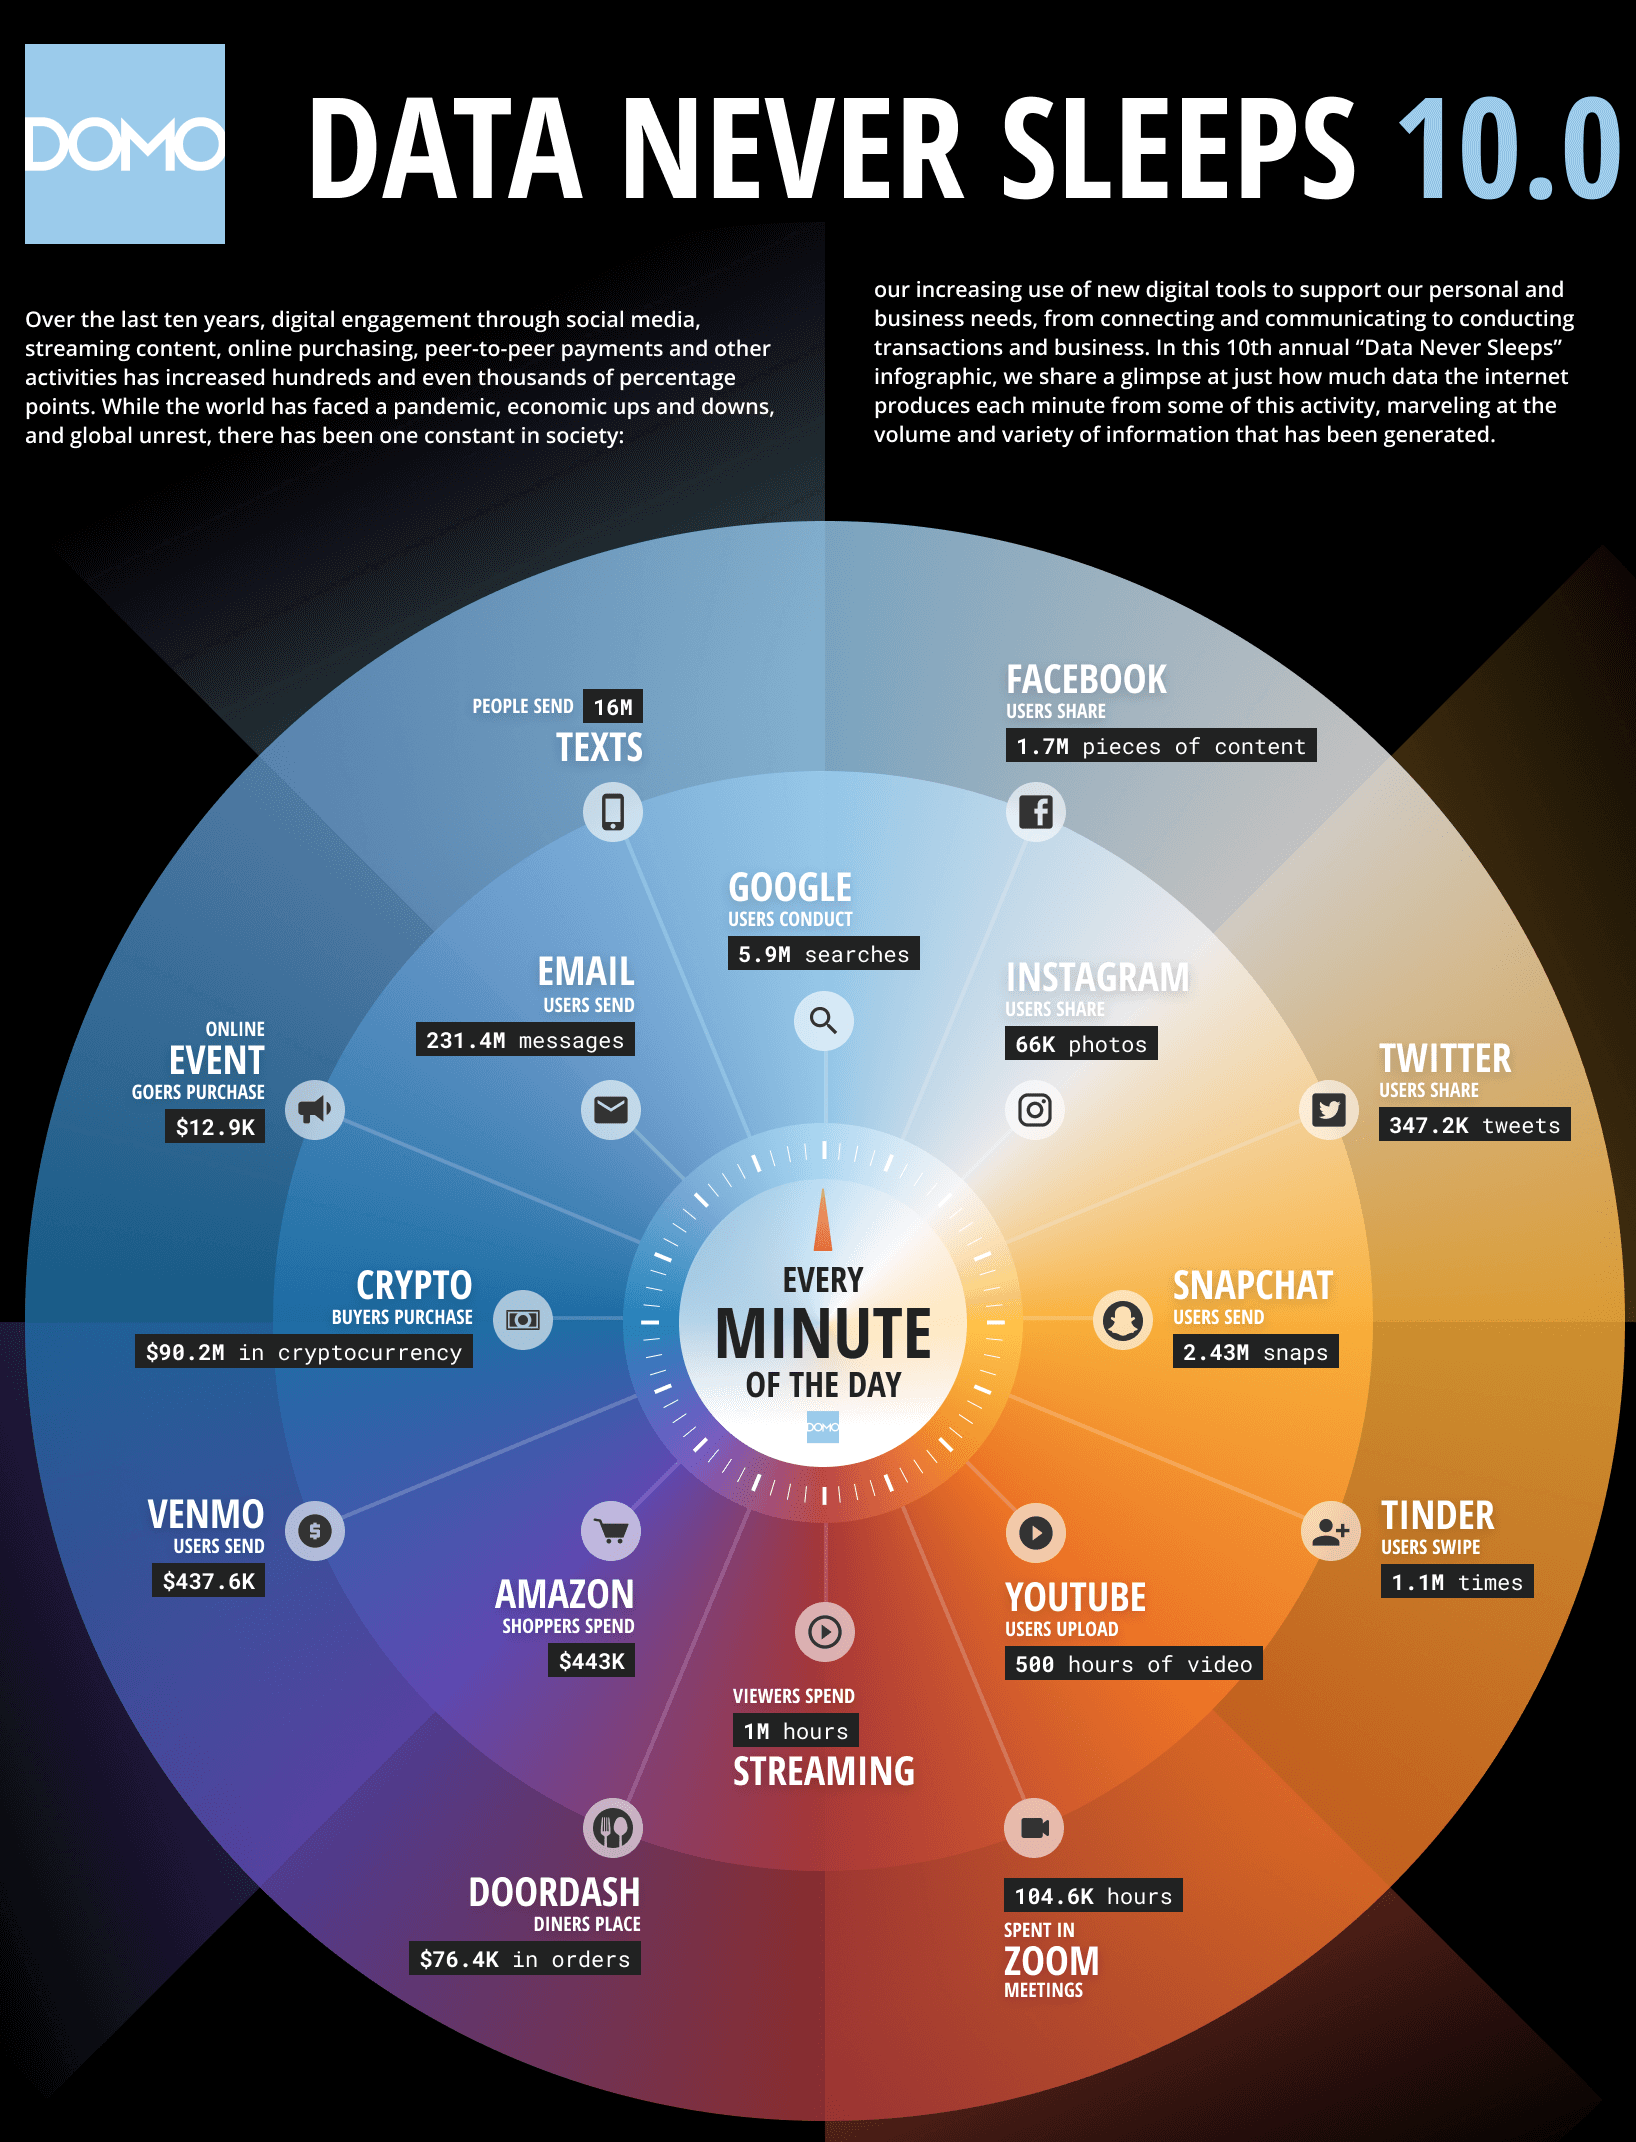 DOMO
DATA NEVER SLEEPS 10.0
Over the last ten years, digital engagement through social media,
streaming content, online purchasing, peer-to-peer payments and other
activities has increased hundreds and even thousands of percentage
points. While the world has faced a pandemic, economic ups and downs,
and global unrest, there has been one constant in society:
our increasing use of new digital tools to support our personal and
business needs, from connecting and communicating to conducting
transactions and business. In this 10th annual “Data Never Sleeps”
infographic, we share a glimpse at just how much data the internet
produces each minute from some of this activity, marveling at the
volume and variety of information that has been generated.
PEOPLE SEND 16M
TEXTS
FACEBOOK
USERS SHARE
1.7M pieces of content
GOOGLE
USERS CONDUCT
5.9M searches
EMAIL
USERS SEND
231.4M messages
INSTAGRAM
USERS SHARE
66K photos
ONLINE
EVENT
GOERS PURCHASE
$12.9K
TWITTER
USERS SHARE
347.2K tweets
CRYPTO
BUYERS PURCHASE
$90.2M in cryptocurrency
EVERY
MINUTE
OF THE DAY
DOMO
SNAPCHAT
USERS SEND
2.43M snaps
VENMO
USERS SEND
$437.6K
TINDER
USERS SWIPE
1.1M times
AMAZON
SHOPPERS SPEND
$443K
YOUTUBE
USERS UPLOAD
500 hours of video
VIEWERS SPEND
1M hours
STREAMING
DOORDASH
DINERS PLACE
$76.4K in orders
104.6K hours
SPENT IN
ZOOM
MEETINGS